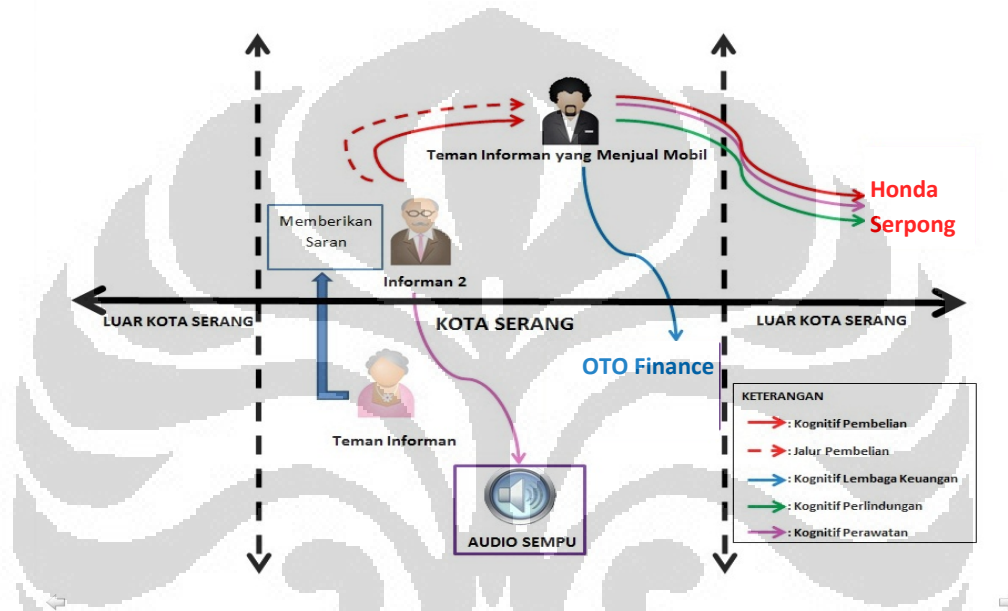 Teman Informan yang Menjual Mobil
Honda
Serpong
Memberikan
Saran
Informan 2
LUAR KOTA SERANG
KOTA SERANG
LUAR KOTA SERANG
OTO Finance
Teman Informan
AUDIO SEMPU
KETERANGAN
: Kognitif Pembelian
: Jalur Pembelian
: Kognitif Lembaga Keuangan
: Kognitif Perlindungan
: Kognitif Perawatan